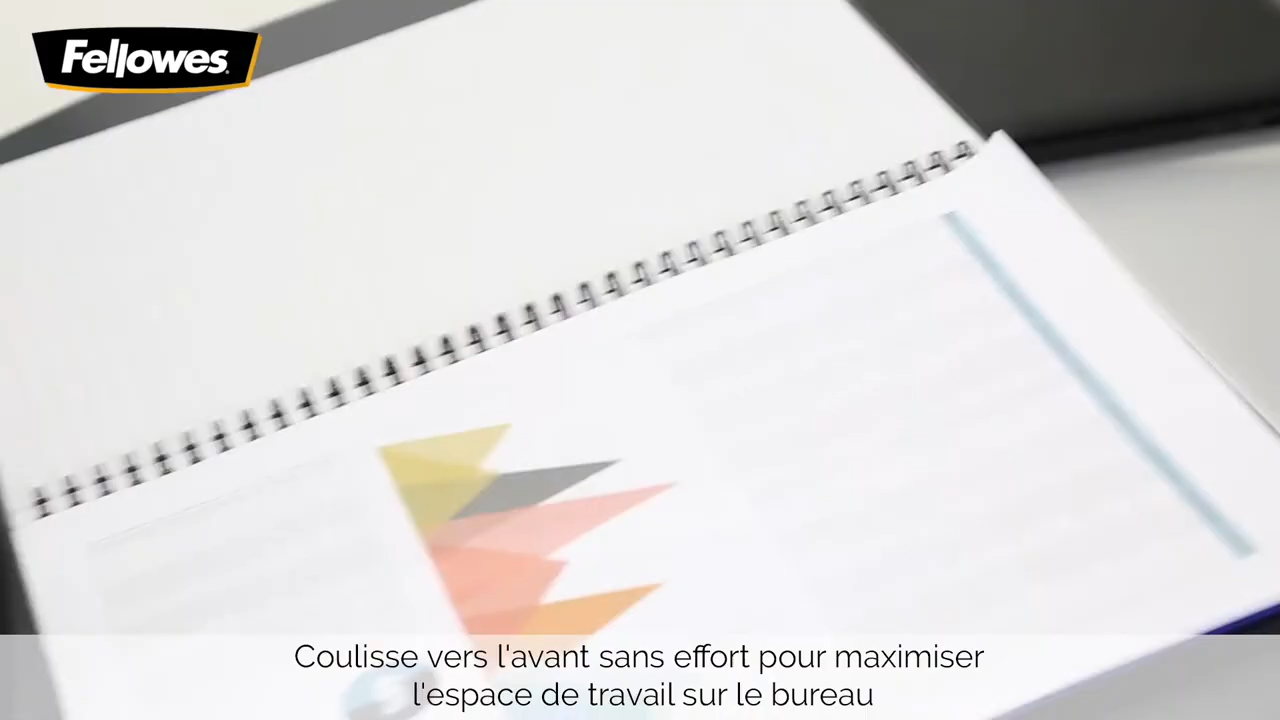 Fellowes
Coulisse vers l'avant sans effort pour maximiser
l'espace de travail sur le bureau